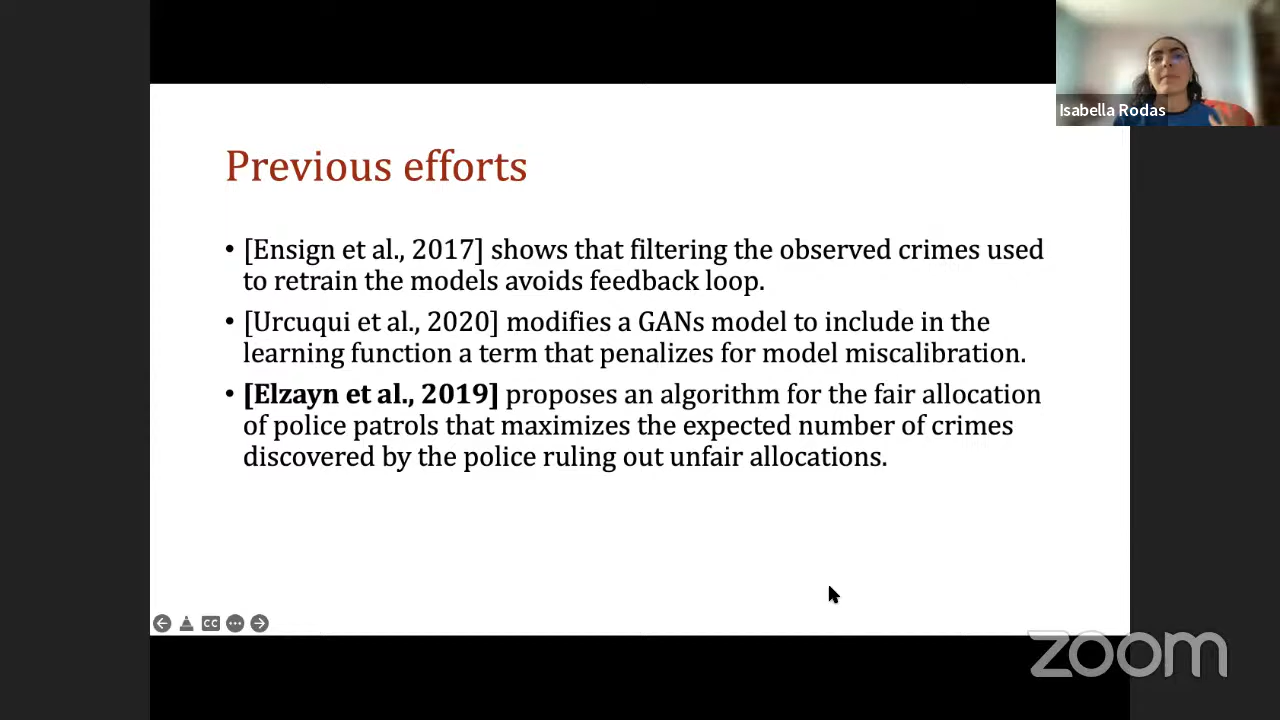 Isabella Rodas
Previous efforts
• [Ensign et al., 2017] shows that filtering the observed crimes used
to retrain the models avoids feedback loop.
• [Urcuqui et al., 2020] modifies a GANs model to include in the
learning function a term that penalizes for model miscalibration.
• [Elzayn et al., 2019] proposes an algorithm for the fair allocation
of police patrols that maximizes the expected number of crimes
discovered by the police ruling out unfair allocations.
CC
zoom